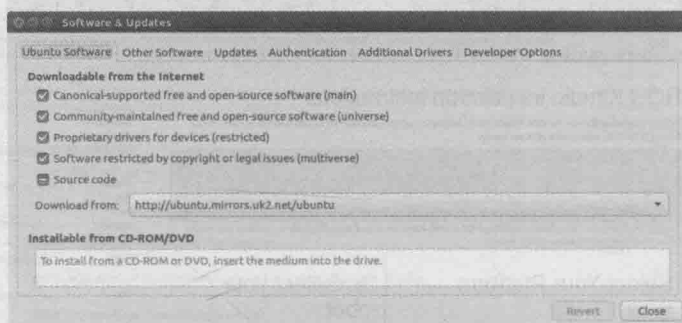 Software & Updates
Ubuntu Software Other Software Updates Authentication Additional Drivers Developer Options
Downloadable from the Internet
Canonical-supported free and open-source software (main)
Community-maintained free and open-source software (universe)
Proprietary drivers for devices (restricted)
Software restricted by copyright or legal issues (multiverse)
Source code
Download from: http://ubuntu.mirrors.uk2.net/ubuntu
Installable from CD-ROM/DVD
To install from a CD-ROM or DVD, insert the medium into the drive.
Revert Close